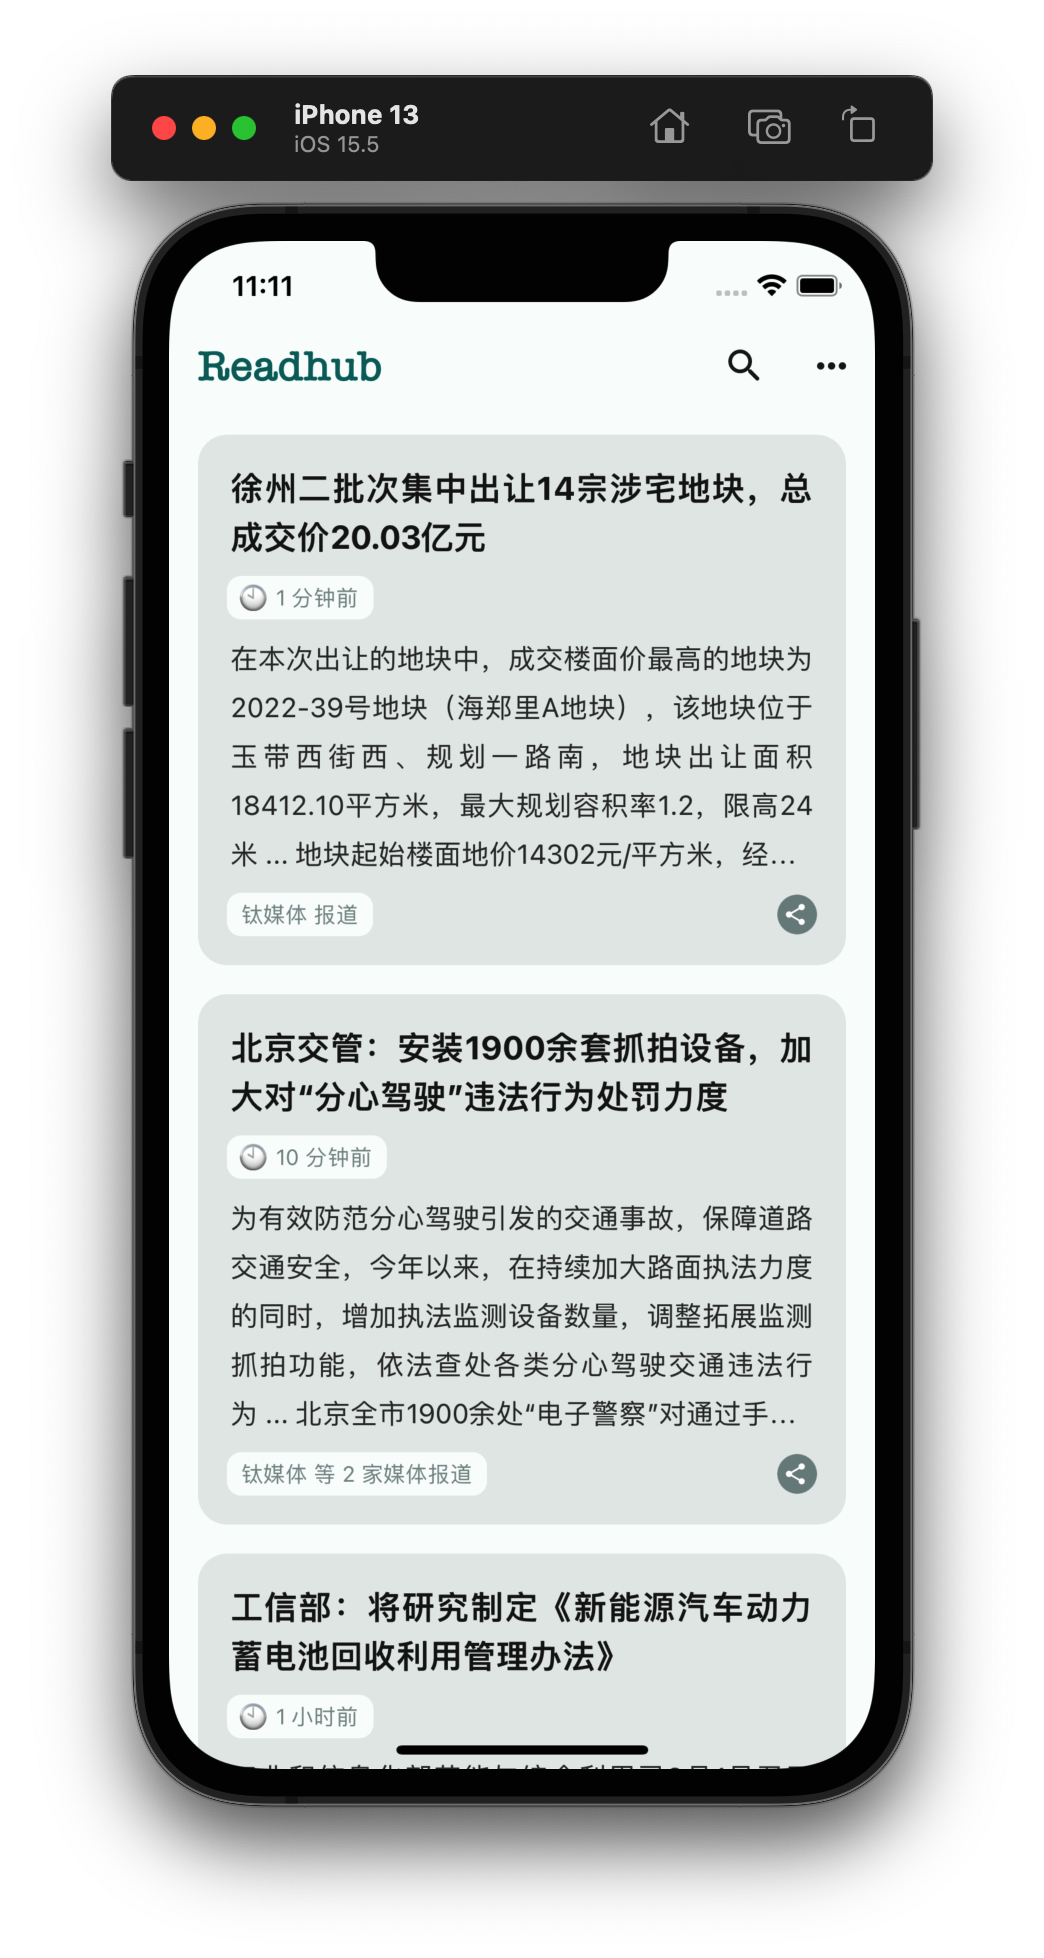 iPhone 13
iOS 15.5
11:11
Readhub
徐州二批次集中出让14宗涉宅地块，总
成交价20.03亿元
1 分钟前
在本次出让的地块中，成交楼面价最高的地块为
2022-39号地块（海郑里A地块），该地块位于
玉带西街西、规划一路南，地块出让面积
18412.10平方米，最大规划容积率1.2，限高24
米 ... 地块起始楼面地价14302元/平方米，经...
钛媒体 报道
北京交管：安装1900余套抓拍设备，加
大对“分心驾驶”违法行为处罚力度
10 分钟前
为有效防范分心驾驶引发的交通事故，保障道路
交通安全，今年以来，在持续加大路面执法力度
的同时，增加执法监测设备数量，调整拓展监测
抓拍功能，依法查处各类分心驾驶交通违法行
为 ... 北京全市1900余处“电子警察”对通过手...
钛媒体 等 2 家媒体报道
工信部：将研究制定《新能源汽车动力
蓄电池回收利用管理办法》
1 小时前